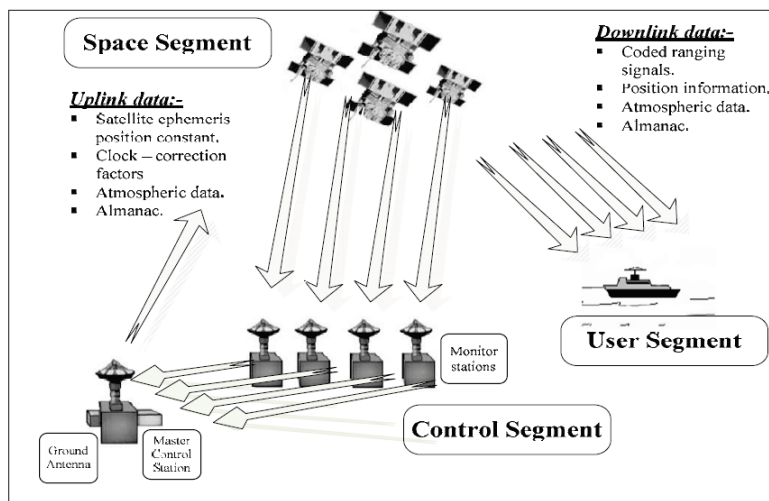 Space Segment
Uplink data:-
▪ Satellite ephemeris
position constant.
▪ Clock – correction
factors
▪ Atmospheric data.
▪ Almanac.
Downlink data:-
▪ Coded ranging
signals.
▪ Position information.
▪ Atmospheric data.
▪ Almanac.
User Segment
Monitor
stations
Control Segment
Ground
Antenna
Master
Control
Station